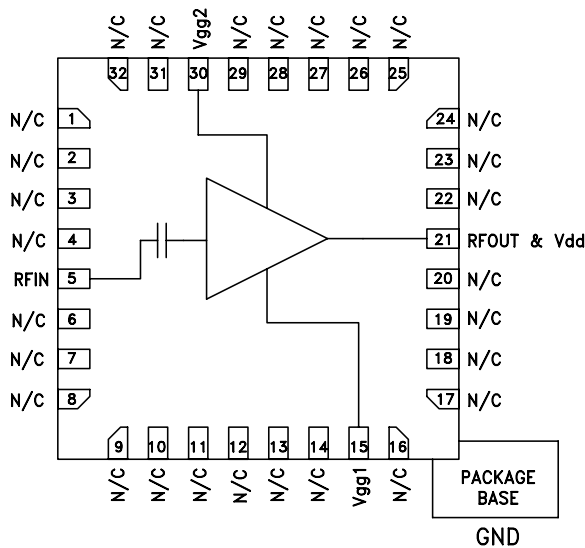 N/C N/C Vgg2 N/C N/C N/C N/C N/C
32 31 30 29 28 27 26 25
N/C 1 24 N/C
N/C 2 23 N/C
N/C 3 22 N/C
N/C 4 21 RFOUT & Vdd
RFIN 5 20 N/C
N/C 6 19 N/C
N/C 7 18 N/C
N/C 8 17 N/C
9 10 11 12 13 14 15 16
N/C N/C N/C N/C N/C N/C Vgg1 N/C
PACKAGE
BASE
GND